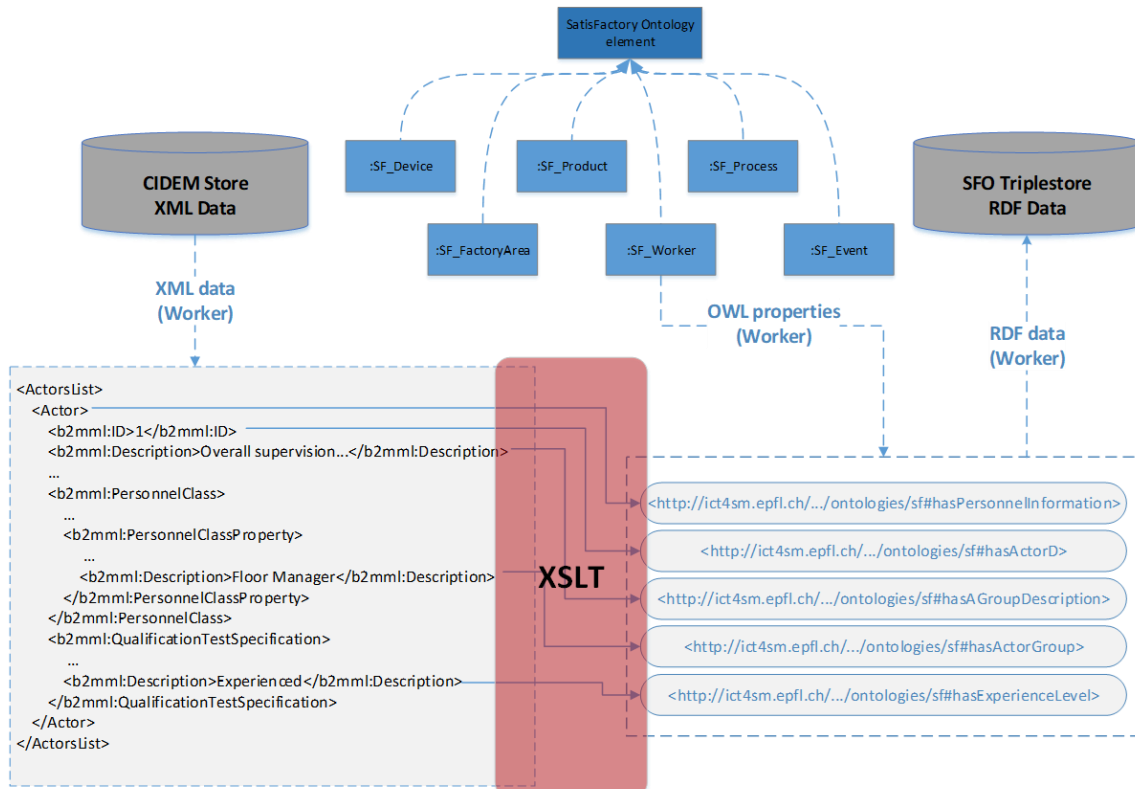 SatisFactory Ontology
element
:SF_Device
:SF_Product
:SF_Process
:SF_FactoryArea
:SF_Worker
:SF_Event
CIDEM Store
XML Data
SFO Triplestore
RDF Data
XML data
(Worker)
OWL properties
(Worker)
RDF data
(Worker)
<ActorsList>
<Actor>
<b2mml:ID>1</b2mml:ID>
<b2mml:Description>Overall supervision...</b2mml:Description>
...
<b2mml:PersonnelClass>
...
<b2mml:PersonnelClassProperty>
...
<b2mml:Description>Floor Manager</b2mml:Description>
</b2mml:PersonnelClassProperty>
</b2mml:PersonnelClass>
<b2mml:QualificationTestSpecification>
...
<b2mml:Description>Experienced</b2mml:Description>
</b2mml:QualificationTestSpecification>
</Actor>
</ActorsList>
XSLT
<http://ict4sm.epfl.ch/.../ontologies/sf#hasPersonnelInformation>
<http://ict4sm.epfl.ch/.../ontologies/sf#hasActorD>
<http://ict4sm.epfl.ch/.../ontologies/sf#hasAGroupDescription>
<http://ict4sm.epfl.ch/.../ontologies/sf#hasActorGroup>
<http://ict4sm.epfl.ch/.../ontologies/sf#hasExperienceLevel>